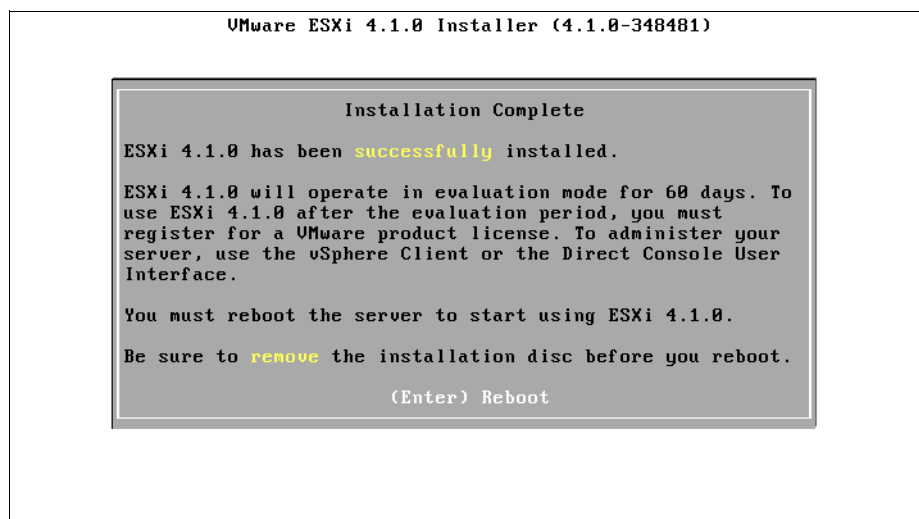 VMware ESXi 4.1.0 Installer (4.1.0-348481)
Installation Complete
ESXi 4.1.0 has been successfully installed.
ESXi 4.1.0 will operate in evaluation mode for 60 days. To
use ESXi 4.1.0 after the evaluation period, you must
register for a VMware product license. To administer your
server, use the vSphere Client or the Direct Console User
Interface.
You must reboot the server to start using ESXi 4.1.0.
Be sure to remove the installation disc before you reboot.
(Enter) Reboot